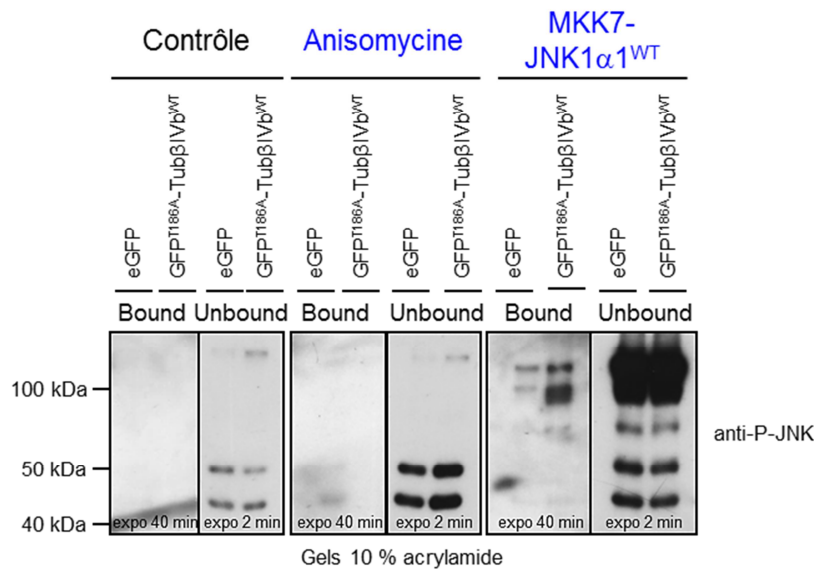 Contrôle Anisomycine MKK7-
JNK1α1WT
eGFP GFPT186A-TubβIVbWT eGFP GFPT186A-TubβIVbWT eGFP GFPT186A-TubβIVbWT eGFP GFPT186A-TubβIVbWT eGFP GFPT186A-TubβIVbWT eGFP GFPT186A-TubβIVbWT
Bound Unbound Bound Unbound Bound Unbound
100 kDa
anti-P-JNK
50 kDa
40 kDa expo 40 min expo 2 min expo 40 min expo 2 min expo 40 min expo 2 min
Gels 10 % acrylamide